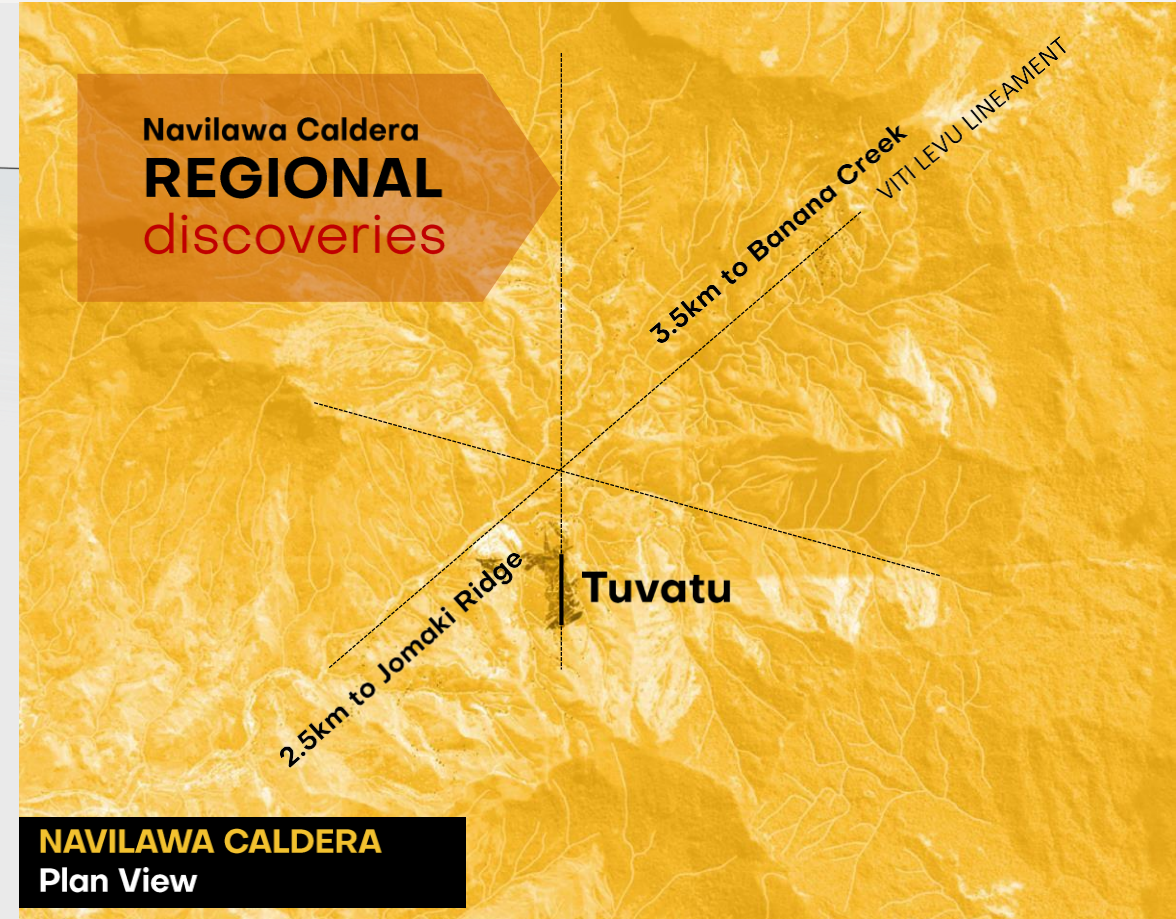 Navilawa Caldera
REGIONAL
discoveries
VITI LEVU LINEAMENT
3.5km to Banana Creek
Tuvatu
2.5km to Jomaki Ridge
NAVILAWA CALDERA
Plan View